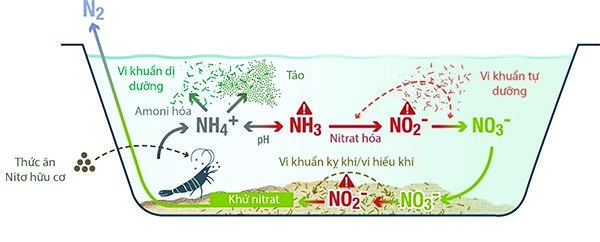 N₂
Vi khuẩn dị
dưỡng
Tảo
Vi khuẩn tự
dưỡng
Amoni hóa
NH4⁺
pH
NH3
Nitrat hóa
NO2⁻
NO3⁻
Thức ăn
Nitơ hữu cơ
Vi khuẩn kỵ khí/vi hiếu khí
Khử nitrat
NO2⁻
NO3⁻